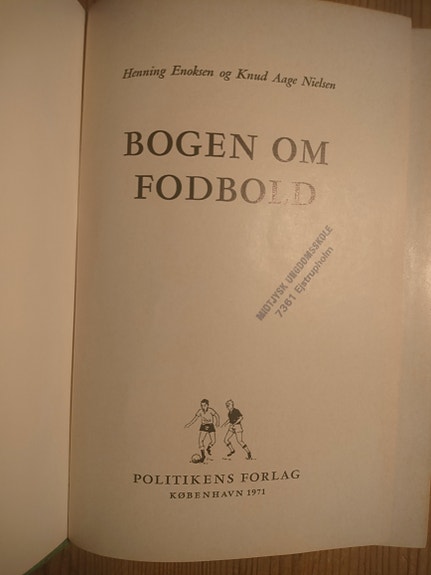 Henning Enoksen og Knud Aage Nielsen
BOGEN OM
FODBOLD
MIDTJYSK UNGDOMSSKOLE
7361 Ejstrupholm
POLITIKENS FORLAG
KØBENHAVN 1971